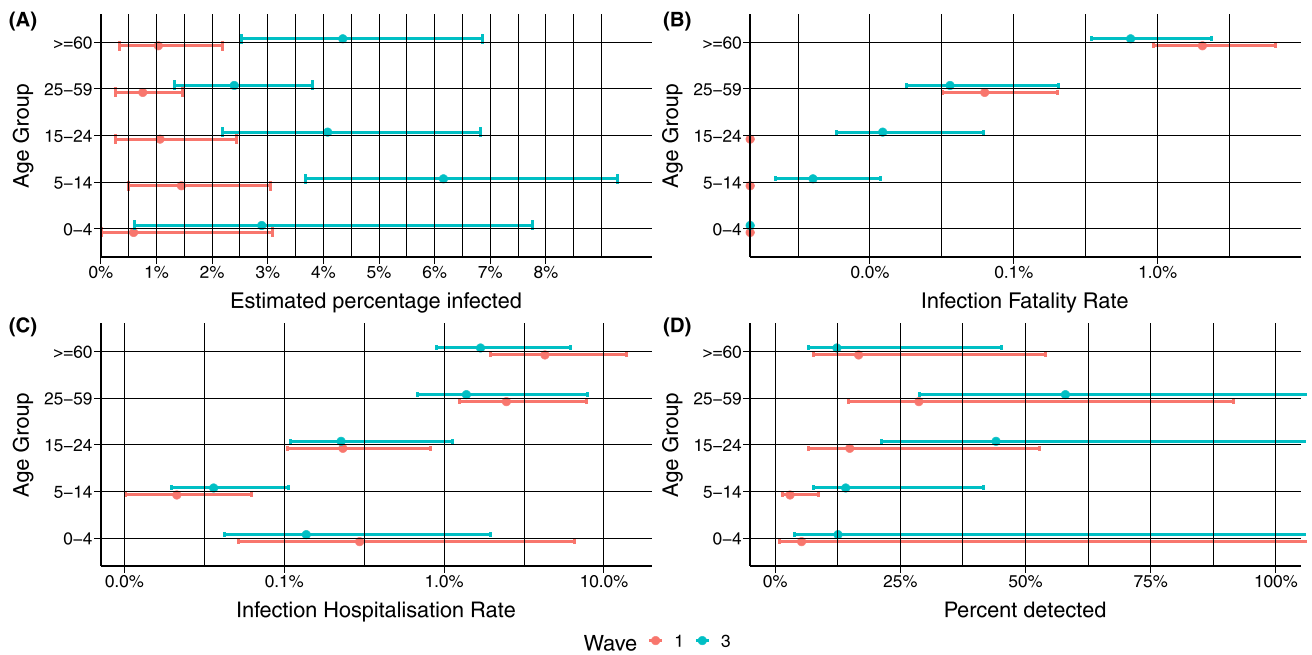 (A)
Age Group
>=60
25−59
15−24
5−14
0−4
0% 1% 2% 3% 4% 5% 6% 7% 8%
Estimated percentage infected
(B)
Age Group
>=60
25−59
15−24
5−14
0−4
0.0% 0.1% 1.0%
Infection Fatality Rate
(C)
Age Group
>=60
25−59
15−24
5−14
0−4
0.0% 0.1% 1.0% 10.0%
Infection Hospitalisation Rate
(D)
Age Group
>=60
25−59
15−24
5−14
0−4
0% 25% 50% 75% 100%
Percent detected
Wave 1 3